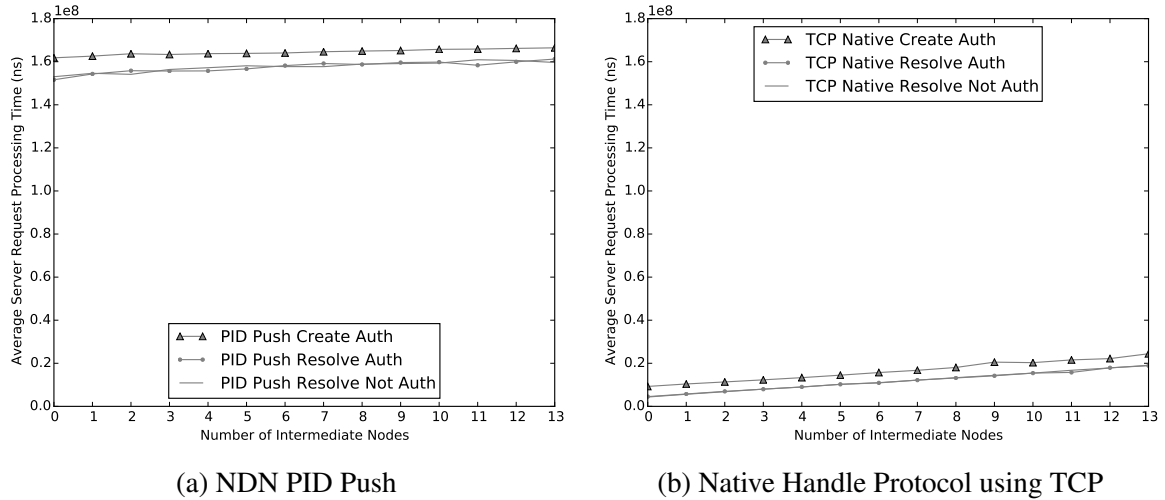 1e8
1.8
1.6
1.4
1.2
1.0
0.8
0.6
0.4
0.2
0.0
Average Server Request Processing Time (ns)
PID Push Create Auth
PID Push Resolve Auth
PID Push Resolve Not Auth
0 1 2 3 4 5 6 7 8 9 10 11 12 13
Number of Intermediate Nodes
(a) NDN PID Push
1e8
1.8
1.6
1.4
1.2
1.0
0.8
0.6
0.4
0.2
0.0
Average Server Request Processing Time (ns)
TCP Native Create Auth
TCP Native Resolve Auth
TCP Native Resolve Not Auth
0 1 2 3 4 5 6 7 8 9 10 11 12 13
Number of Intermediate Nodes
(b) Native Handle Protocol using TCP